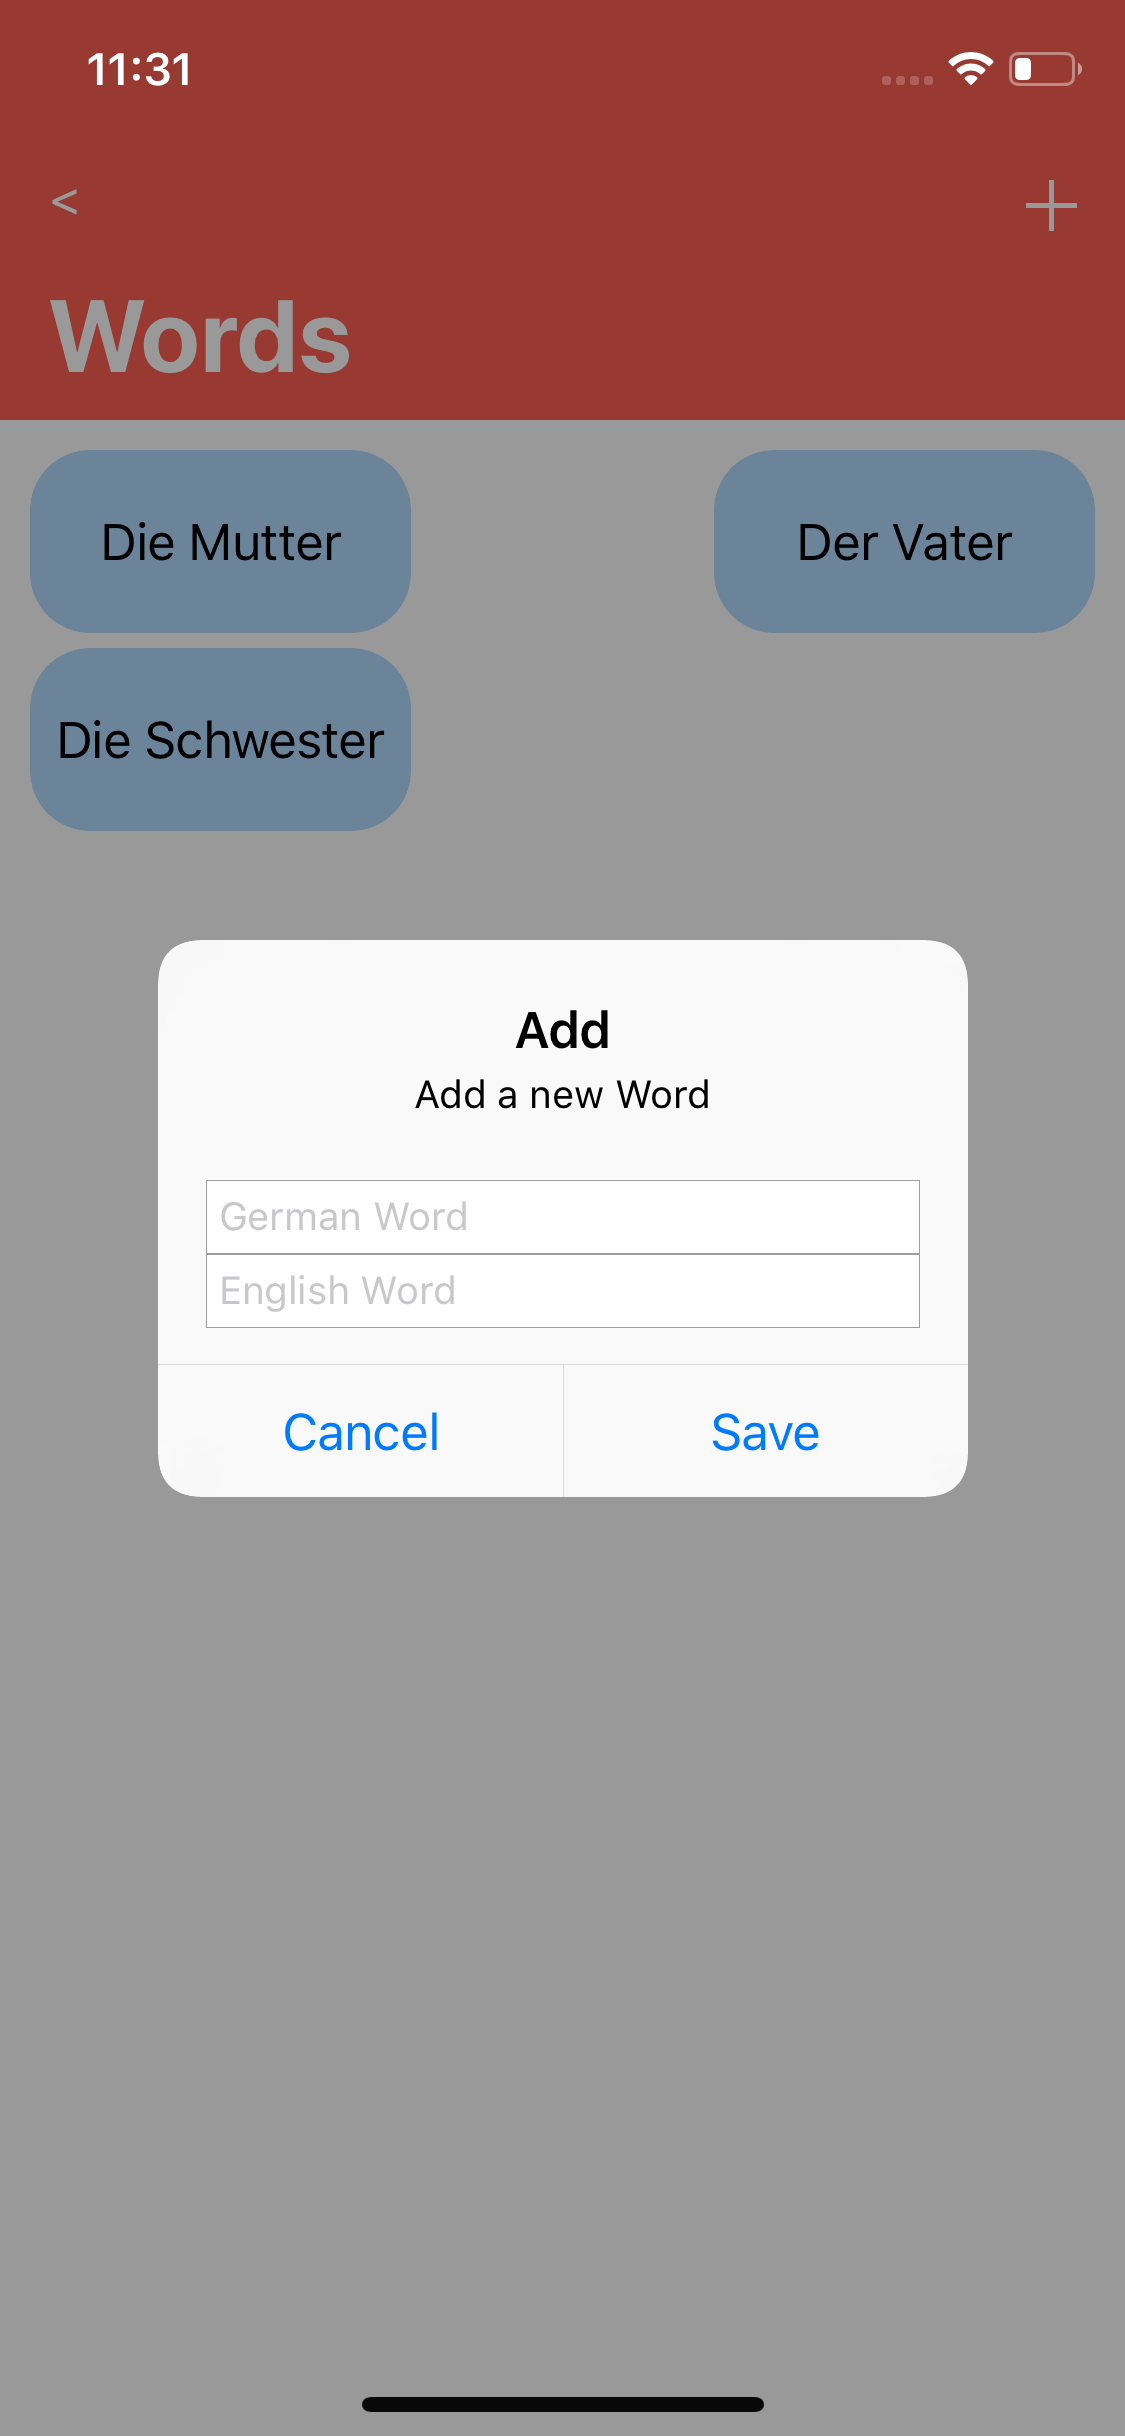 11:31
<
Words
Die Mutter
Der Vater
Die Schwester
Add
Add a new Word
German Word
English Word
Cancel
Save